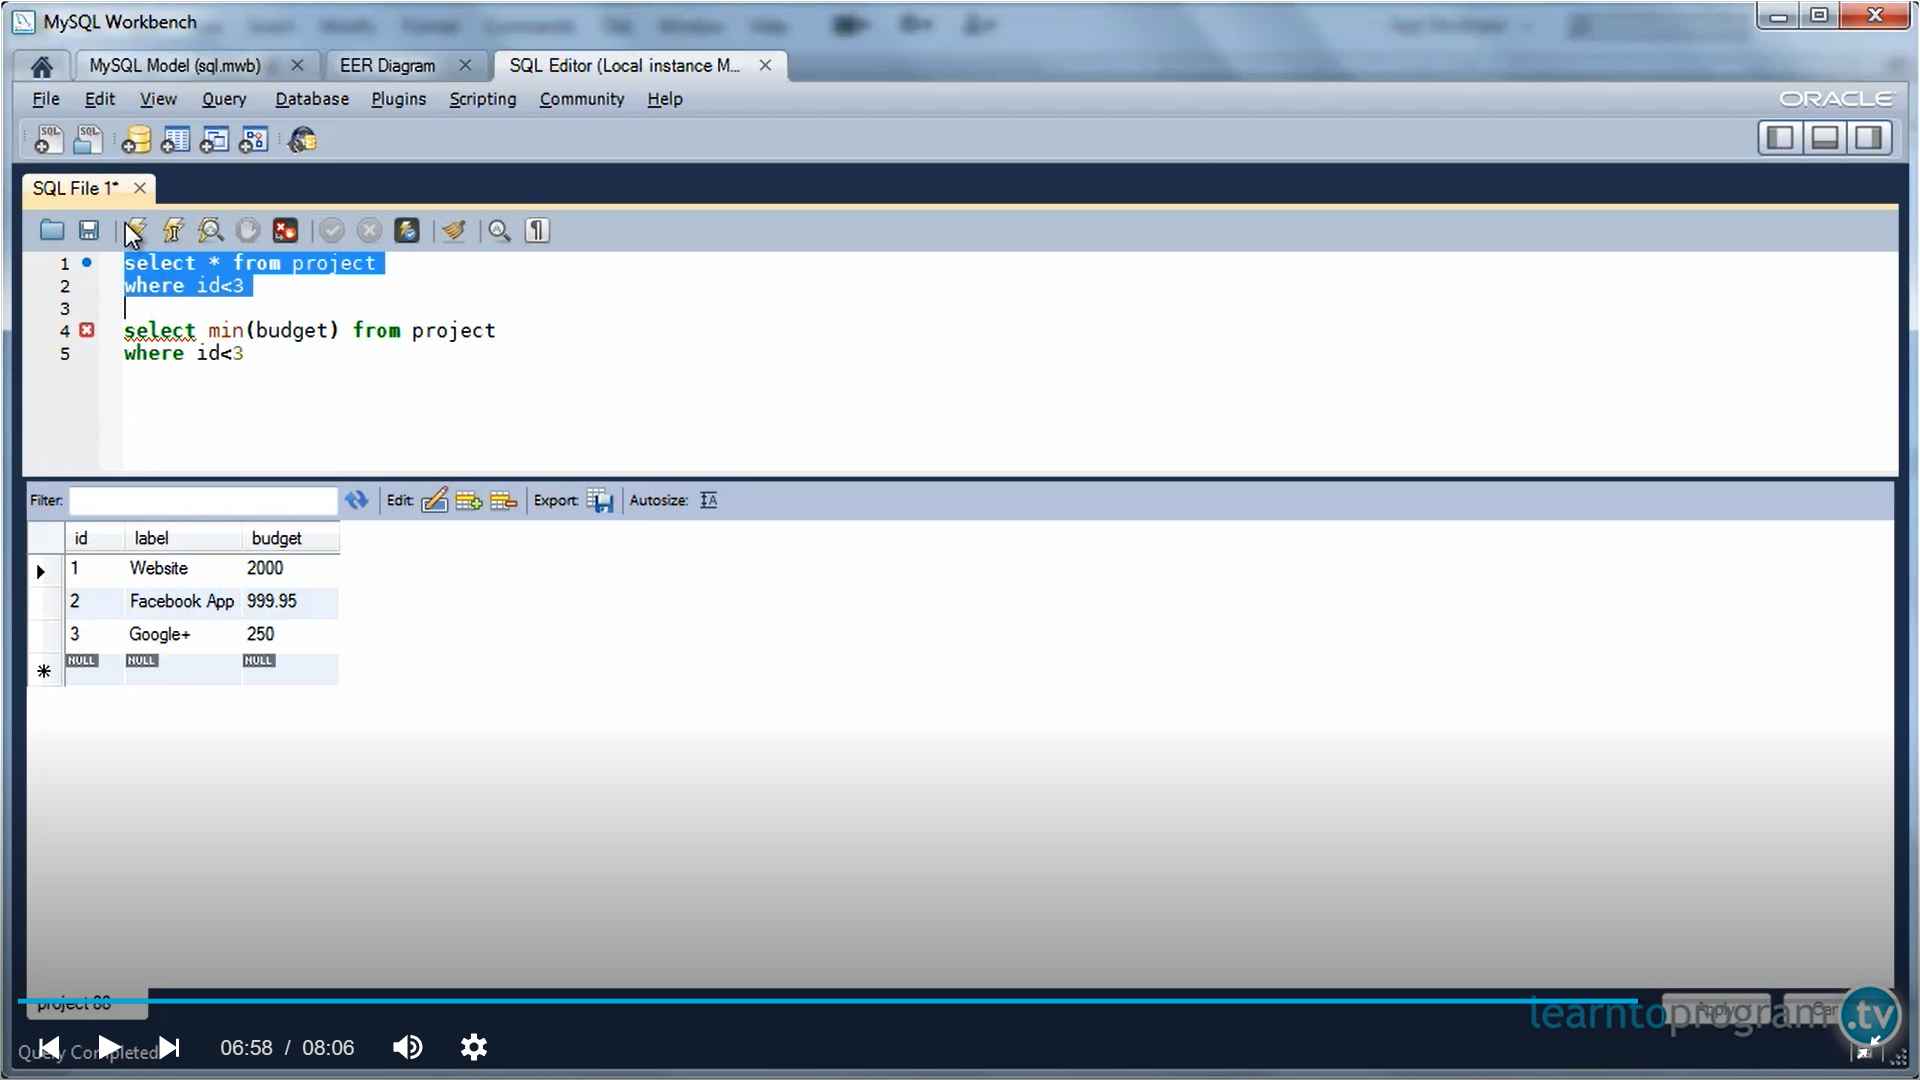 MySQL Workbench
MySQL Model (sql.mwb) EER Diagram SQL Editor (Local instance M...
File Edit View Query Database Plugins Scripting Community Help ORACLE
SQL SQL
SQL File 1*
1 select * from project
2 where id<3
3
4 select min(budget) from project
5 where id<3
Filter: Edit: Export: Autosize:
id label budget
1 Website 2000
2 Facebook App 999.95
3 Google+ 250
NULL NULL NULL
project 88
Apply
learntoprogram.tv
06:58 / 08:06
Query Completed